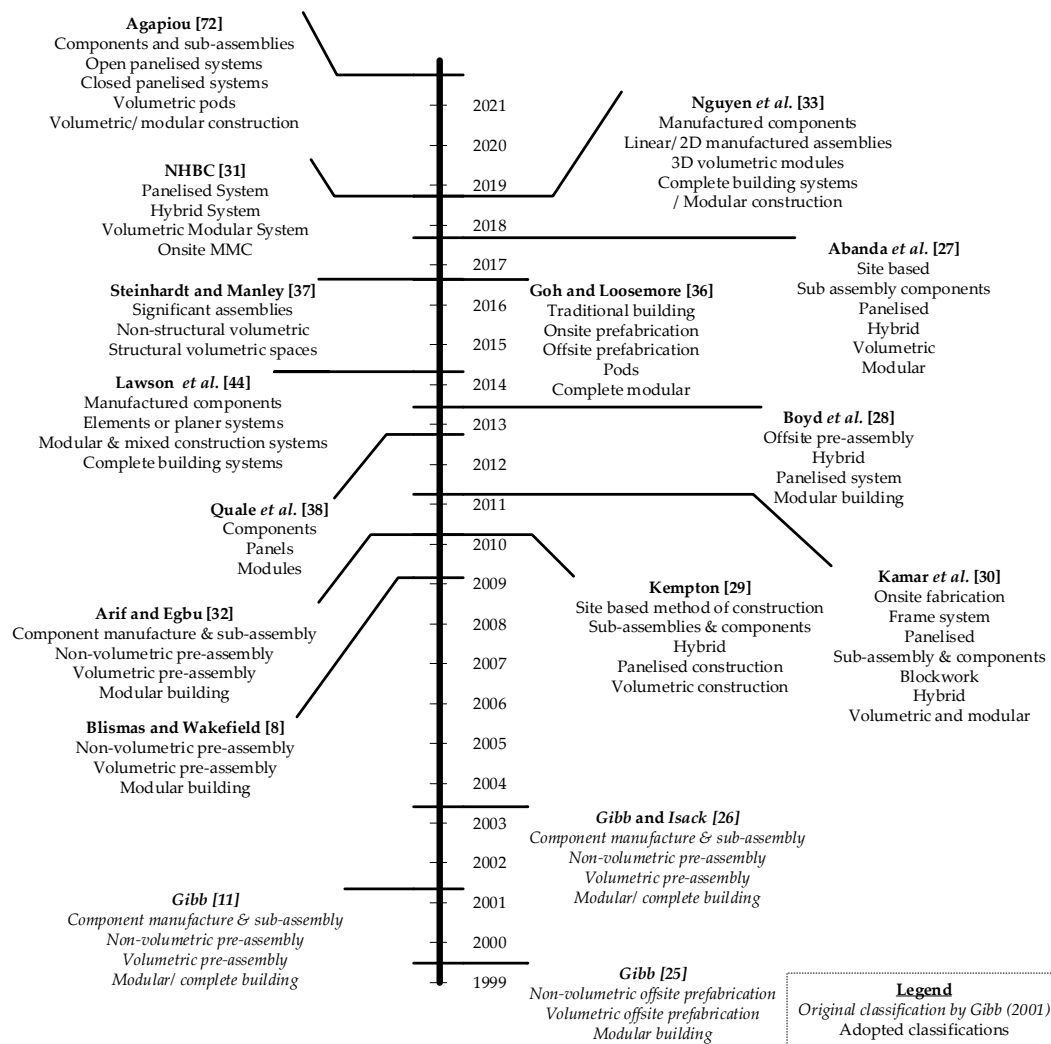 Agapiou [72]
Components and sub-assemblies
Open panelised systems
Closed panelised systems
Volumetric pods
Volumetric/ modular construction
NHBC [31]
Panelised System
Hybrid System
Volumetric Modular System
Onsite MMC
Steinhardt and Manley [37]
Significant assemblies
Non-structural volumetric
Structural volumetric spaces
Lawson et al. [44]
Manufactured components
Elements or planer systems
Modular & mixed construction systems
Complete building systems
Quale et al. [38]
Components
Panels
Modules
Arif and Egbu [32]
Component manufacture & sub-assembly
Non-volumetric pre-assembly
Volumetric pre-assembly
Modular building
Blismas and Wakefield [8]
Non-volumetric pre-assembly
Volumetric pre-assembly
Modular building
Gibb [11]
Component manufacture & sub-assembly
Non-volumetric pre-assembly
Volumetric pre-assembly
Modular/ complete building
2021
2020
2019
2018
2017
2016
2015
2014
2013
2012
2011
2010
2009
2008
2007
2006
2005
2004
2003
2002
2001
2000
1999
Nguyen et al. [33]
Manufactured components
Linear/ 2D manufactured assemblies
3D volumetric modules
Complete building systems
/ Modular construction
Abanda et al. [27]
Site based
Sub assembly components
Panelised
Hybrid
Volumetric
Modular
Goh and Loosemore [36]
Traditional building
Onsite prefabrication
Offsite prefabrication
Pods
Complete modular
Boyd et al. [28]
Offsite pre-assembly
Hybrid
Panelised system
Modular building
Kamar et al. [30]
Onsite fabrication
Frame system
Panelised
Sub-assembly & components
Blockwork
Hybrid
Volumetric and modular
Kempton [29]
Site based method of construction
Sub-assemblies & components
Hybrid
Panelised construction
Volumetric construction
Gibb and Isack [26]
Component manufacture & sub-assembly
Non-volumetric pre-assembly
Volumetric pre-assembly
Modular/ complete building
Gibb [25]
Non-volumetric offsite prefabrication
Volumetric offsite prefabrication
Modular building
Legend
Original classification by Gibb (2001)
Adopted classifications